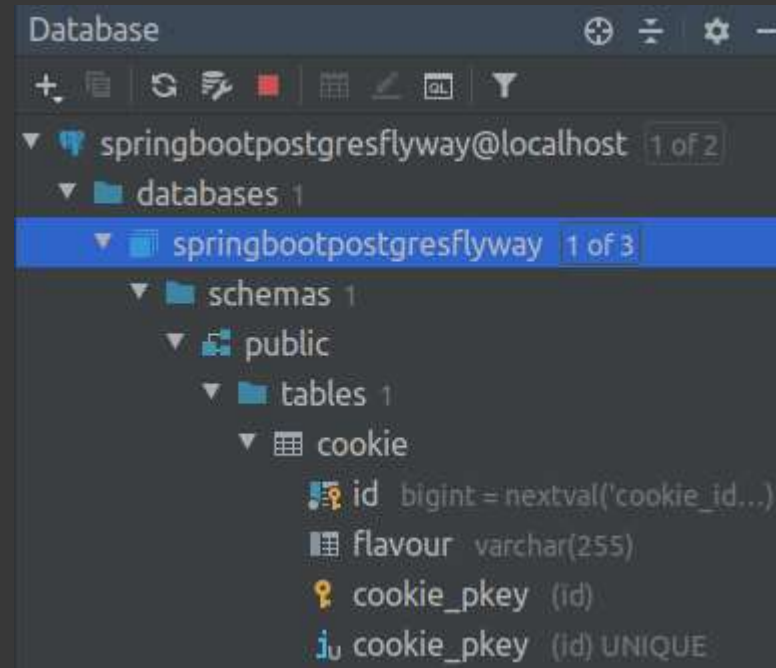 Database
QL
springbootpostgresflyway@localhost 1 of 2
databases 1
springbootpostgresflyway 1 of 3
schemas 1
public
tables 1
cookie
id bigint = nextval('cookie_id...)
flavour varchar(255)
cookie_pkey (id)
cookie_pkey (id) UNIQUE